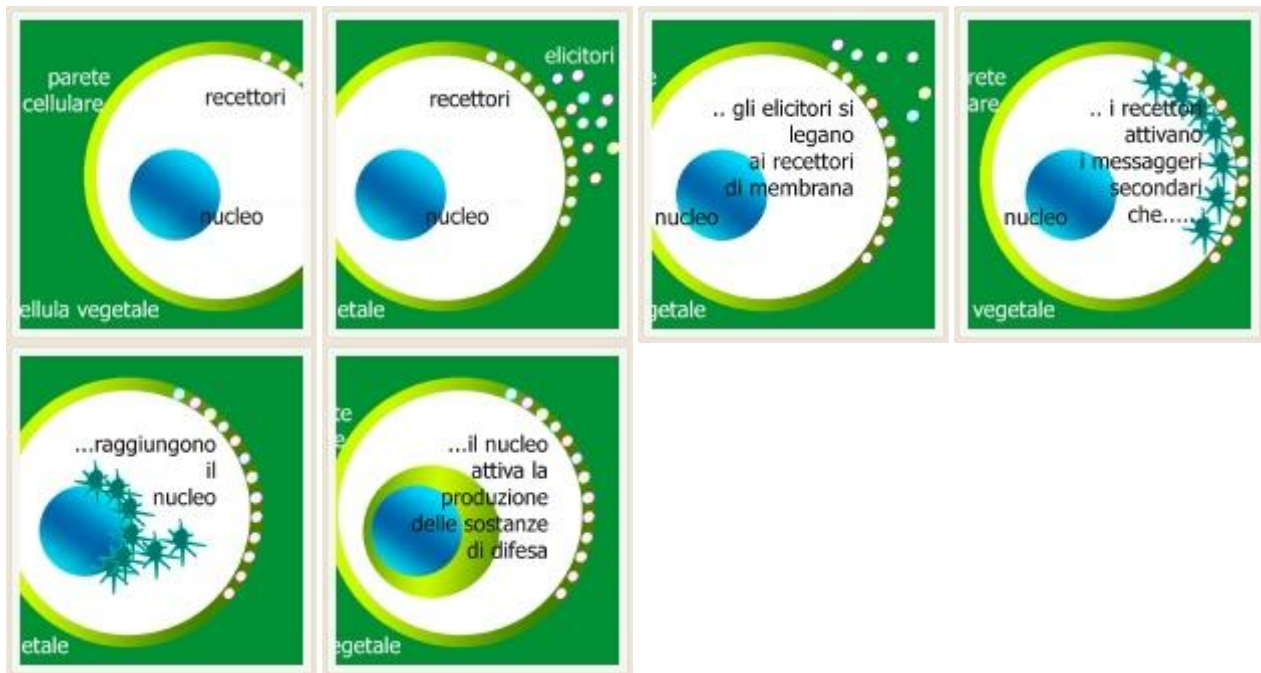 parete
cellulare
recettori
nucleo
ellula vegetale
elicitori
recettori
nucleo
etale
e
.. gli elicitori si
legano
ai recettori
di membrana
nucleo
getale
rete
are
.. i recettori
attivano
i messaggeri
secondari
che.....
nucleo
vegetale
...raggiungono
il
nucleo
etale
te
e
...il nucleo
attiva la
produzione
delle sostanze
di difesa
egetale